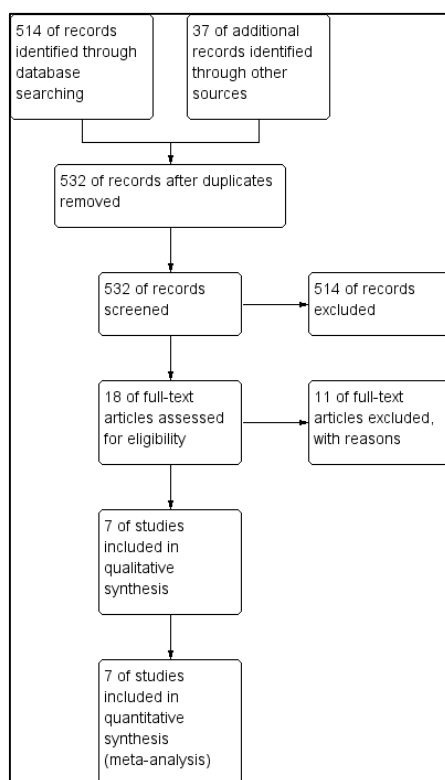 514 of records
identified through
database
searching
37 of additional
records identified
through other
sources
532 of records after duplicates
removed
532 of records
screened
514 of records
excluded
18 of full-text
articles assessed
for eligibility
11 of full-text
articles excluded,
with reasons
7 of studies
included in
qualitative
synthesis
7 of studies
included in
quantitative
synthesis
(meta-analysis)